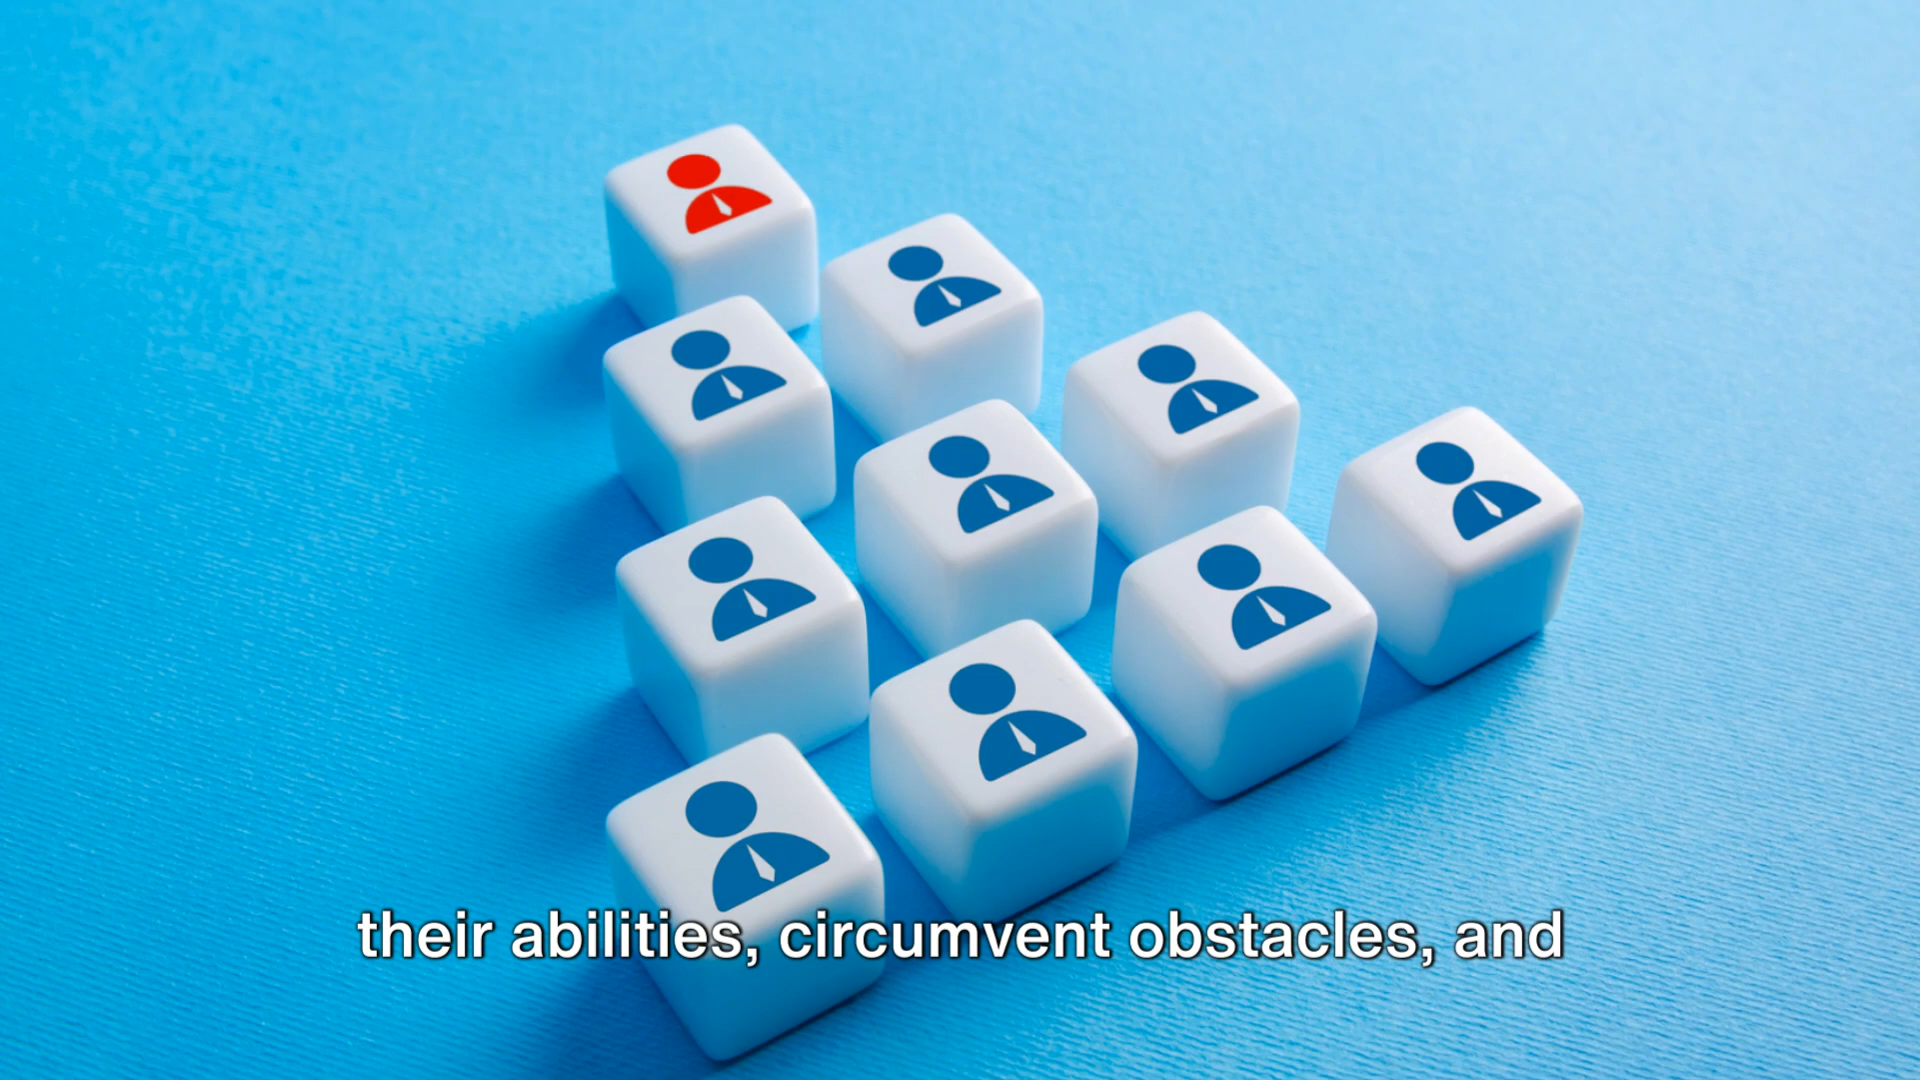 their abilities, circumvent obstacles, and